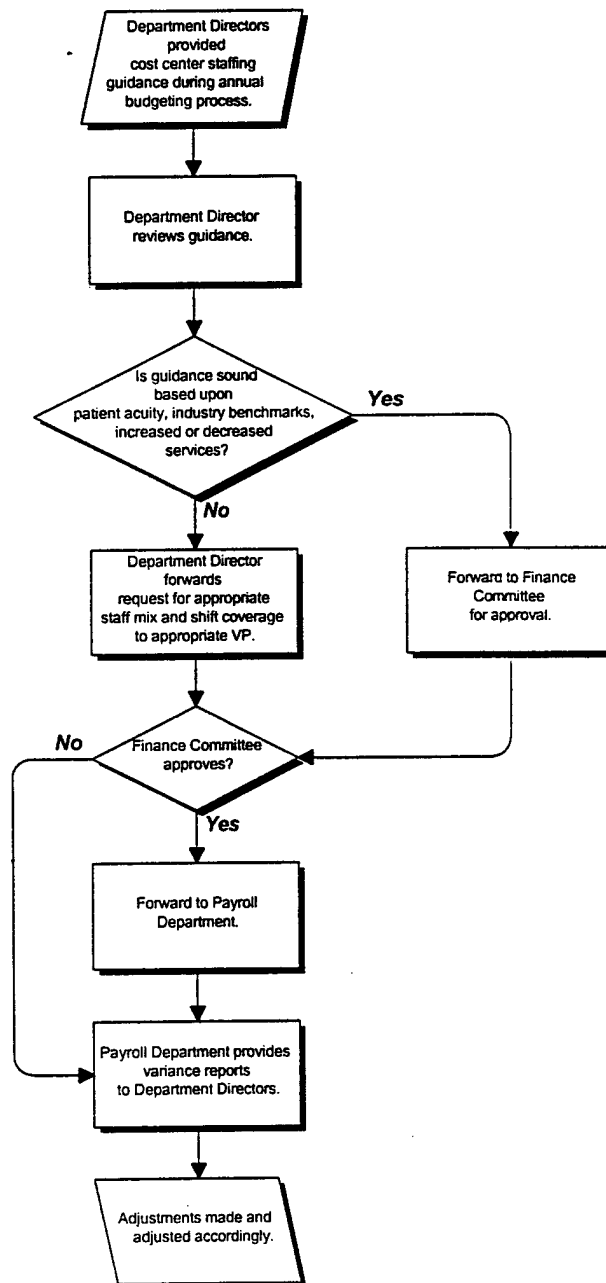 Department Directors
provided
cost center staffing
guidance during annual
budgeting process.
Department Director
reviews guidance.
Is guidance sound
based upon
patient acuity, industry benchmarks,
increased or decreased
services?
Yes
No
Department Director
forwards
request for appropriate
staff mix and shift coverage
to appropriate VP.
Forward to Finance
Committee
for approval.
No
Finance Committee
approves?
Yes
Forward to Payroll
Department.
Payroll Department provides
variance reports
to Department Directors.
Adjustments made and
adjusted accordingly.